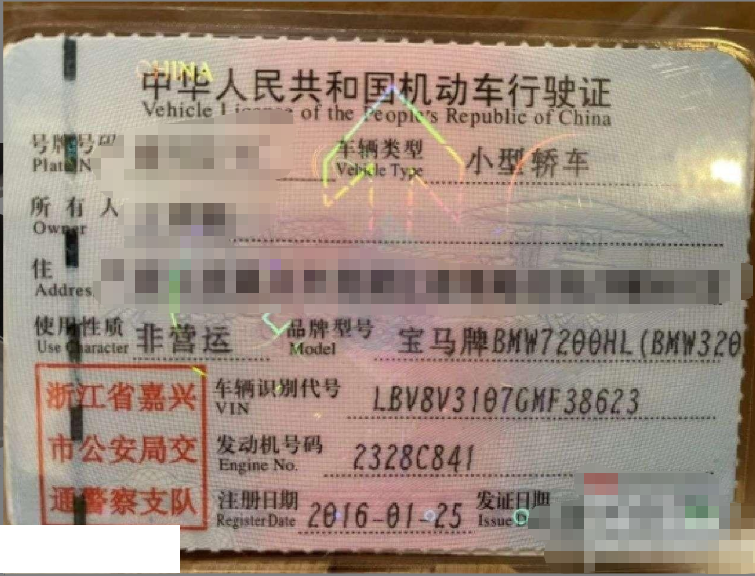 CHINA
中华人民共和国机动车行驶证
Vehicle License of the People's Republic of China
号牌号 车辆类型 小型轿车
Plate N Vehicle Type
所有人
Owner
住
Addres
使用性质 非营运 品牌型号 宝马牌BMW7200HL(BMW320
Use Character Model
浙江省嘉兴
市公安局交
通警察支队
车辆识别代号 LBV8V3107GMF38623
VIN
发动机号码 2328C841
Engine No.
注册日期 2016-01-25 发证日期
Register Date Issue D